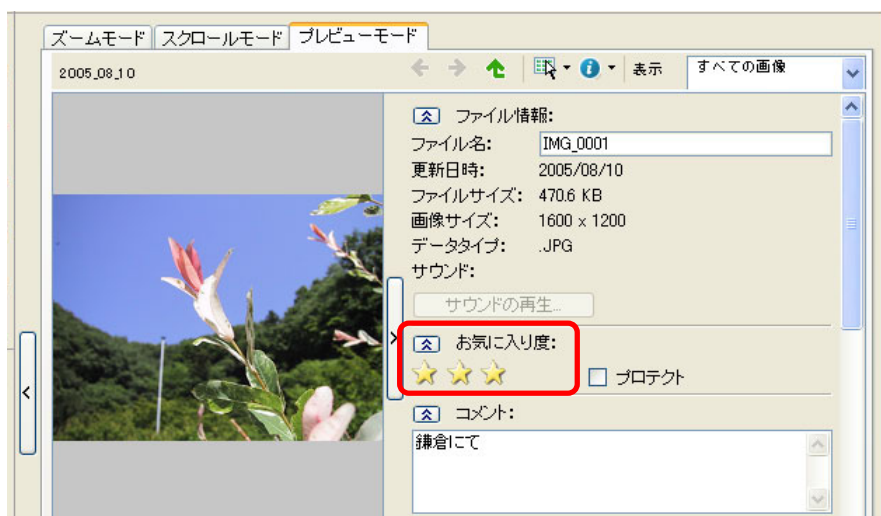 ズームモード スクロールモード プレビューモード
2005_08_10 表示 すべての画像
ファイル情報:
ファイル名: IMG_0001
更新日時: 2005/08/10
ファイルサイズ: 470.6 KB
画像サイズ: 1600 x 1200
データタイプ: .JPG
サウンド:
サウンドの再生...
お気に入り度:
プロテクト
コメント:
鎌倉にて